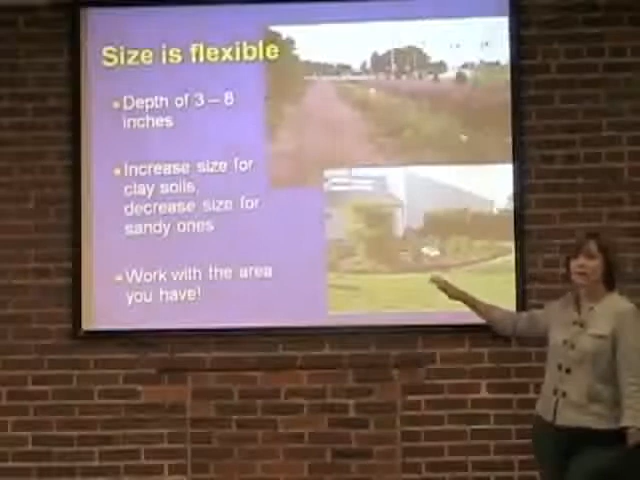 Size is flexible
Depth of 3 – 8
inches
Increase size for
clay soils,
decrease size for
sandy ones
Work with the area
you have!